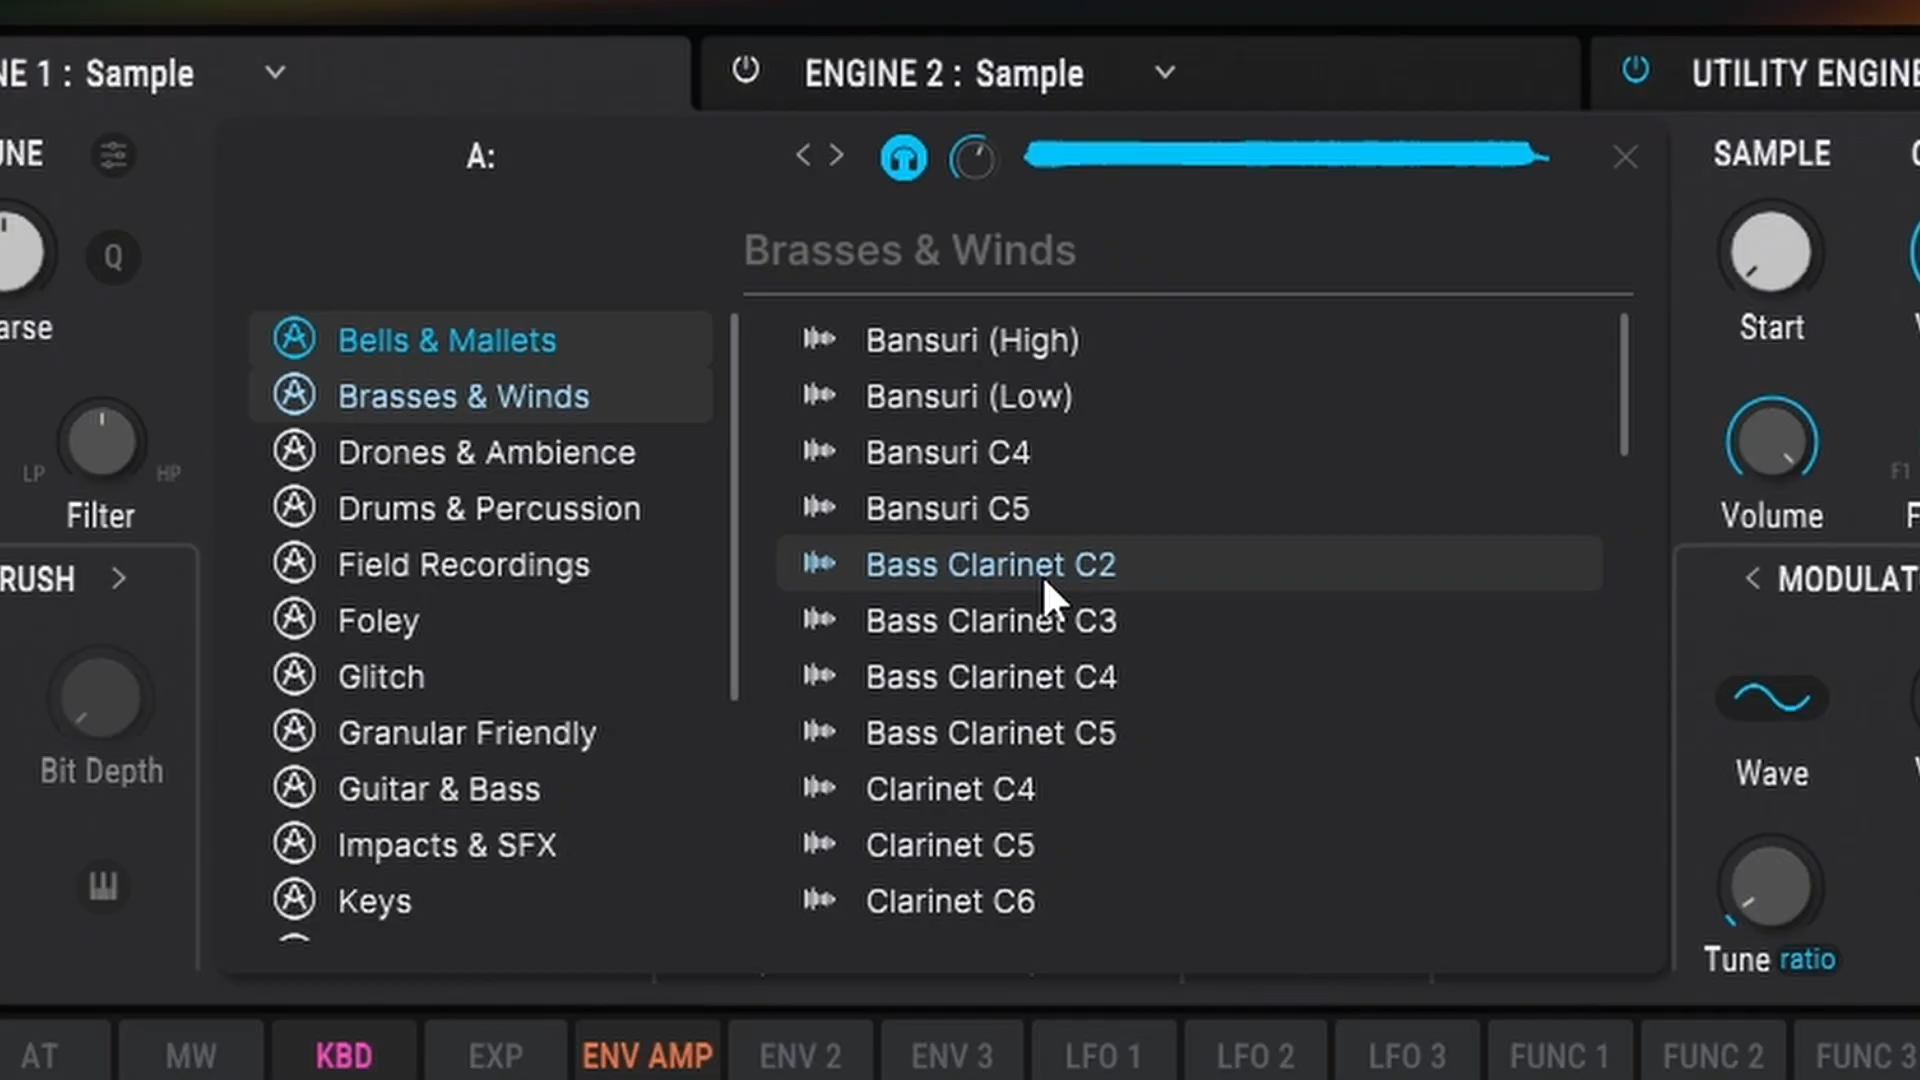 NE 1 : Sample
ENGINE 2 : Sample
UTILITY ENGINE
UNE
A:
SAMPLE
Q
Brasses & Winds
arse
Start
Bells & Mallets
Brasses & Winds
Drones & Ambience
Drums & Percussion
Field Recordings
Foley
Glitch
Granular Friendly
Guitar & Bass
Impacts & SFX
Keys
Bansuri (High)
Bansuri (Low)
Bansuri C4
Bansuri C5
Bass Clarinet C2
Bass Clarinet C3
Bass Clarinet C4
Bass Clarinet C5
Clarinet C4
Clarinet C5
Clarinet C6
LP
HP
Filter
Volume
F1
RUSH
MODULAT
Bit Depth
Wave
Tune ratio
AT
MW
KBD
EXP
ENV AMP
ENV 2
ENV 3
LFO 1
LFO 2
LFO 3
FUNC 1
FUNC 2
FUNC 3